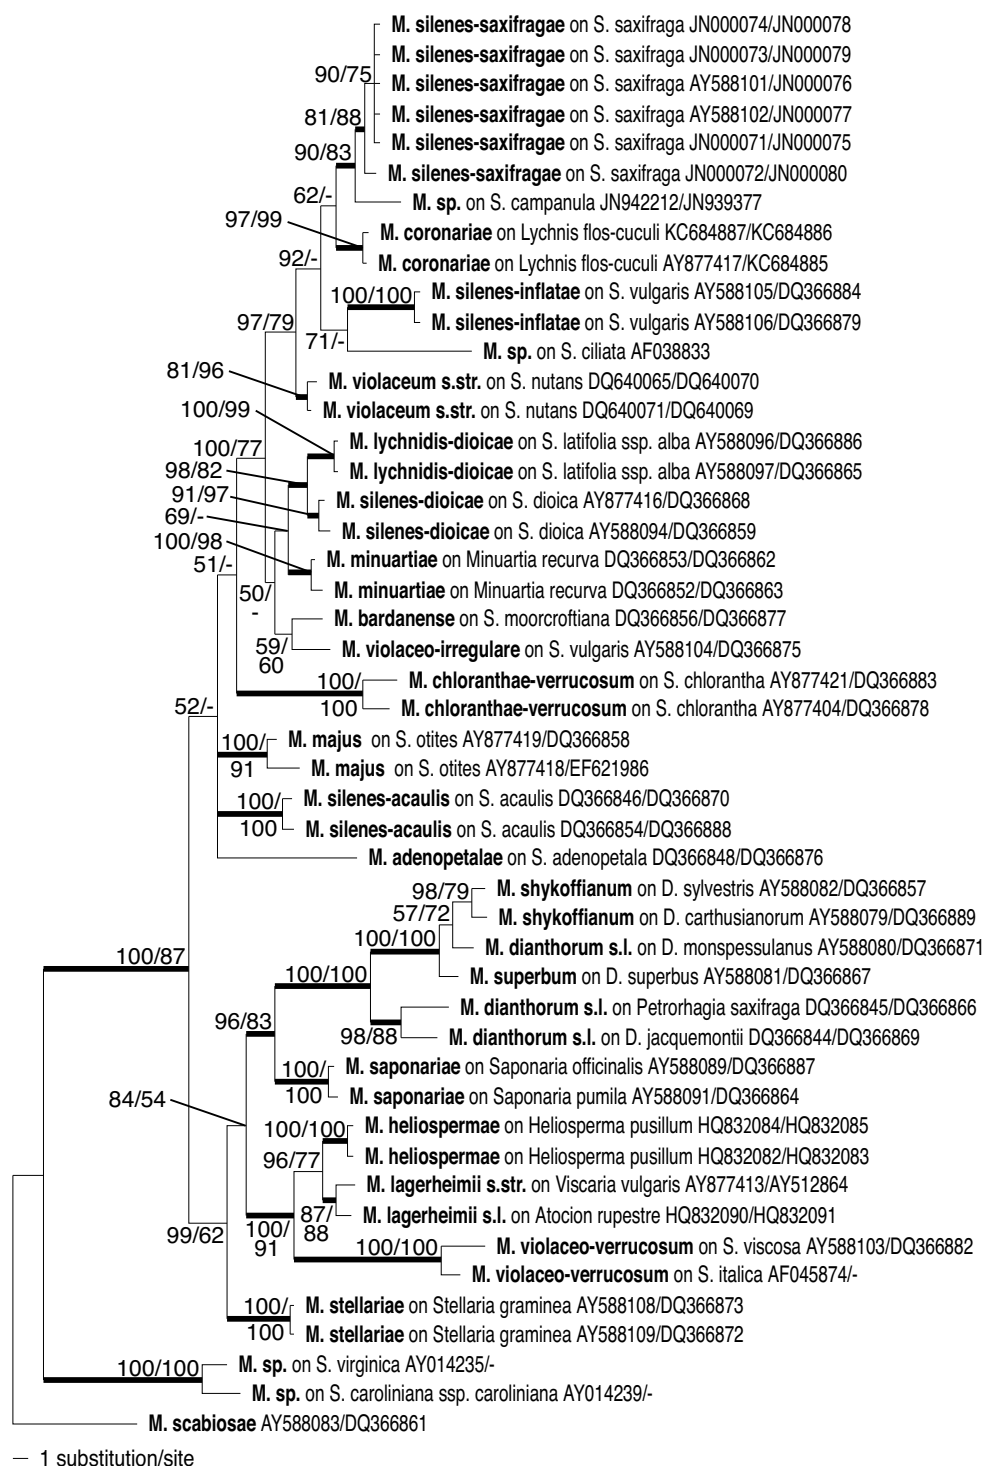 M. silenes-saxifragae on S. saxifraga JN000074/JN000078
M. silenes-saxifragae on S. saxifraga JN000073/JN000079
90/75
M. silenes-saxifragae on S. saxifraga AY588101/JN000076
81/88
M. silenes-saxifragae on S. saxifraga AY588102/JN000077
M. silenes-saxifragae on S. saxifraga JN000071/JN000075
90/83
M. silenes-saxifragae on S. saxifraga JN000072/JN000080
62/-
M. sp. on S. campanula JN942212/JN939377
97/99
M. coronariae on Lychnis flos-cuculi KC684887/KC684886
92/-
M. coronariae on Lychnis flos-cuculi AY877417/KC684885
100/100
M. silenes-inflatae on S. vulgaris AY588105/DQ366884
97/79
M. silenes-inflatae on S. vulgaris AY588106/DQ366879
71/-
M. sp. on S. ciliata AF038833
81/96
M. violaceum s.str. on S. nutans DQ640065/DQ640070
100/99
M. violaceum s.str. on S. nutans DQ640071/DQ640069
100/77
M. lychnidis-dioicae on S. latifolia ssp. alba AY588096/DQ366886
98/82
M. lychnidis-dioicae on S. latifolia ssp. alba AY588097/DQ366865
91/97
M. silenes-dioicae on S. dioica AY877416/DQ366868
69/-
M. silenes-dioicae on S. dioica AY588094/DQ366859
100/98
M. minuartiae on Minuartia recurva DQ366853/DQ366862
51/-
M. minuartiae on Minuartia recurva DQ366852/DQ366863
50/
-
M. bardanense on S. moorcroftiana DQ366856/DQ366877
59/
60
M. violaceo-irregulare on S. vulgaris AY588104/DQ366875
100/
100
M. chloranthae-verrucosum on S. chlorantha AY877421/DQ366883
M. chloranthae-verrucosum on S. chlorantha AY877404/DQ366878
52/-
100/
91
M. majus on S. otites AY877419/DQ366858
M. majus on S. otites AY877418/EF621986
100/
100
M. silenes-acaulis on S. acaulis DQ366846/DQ366870
M. silenes-acaulis on S. acaulis DQ366854/DQ366888
M. adenopetalae on S. adenopetala DQ366848/DQ366876
98/79
M. shykoffianum on D. sylvestris AY588082/DQ366857
57/72
M. shykoffianum on D. carthusianorum AY588079/DQ366889
100/100
M. dianthorum s.l. on D. monspessulanus AY588080/DQ366871
100/87
100/100
M. superbum on D. superbus AY588081/DQ366867
M. dianthorum s.l. on Petrorhagia saxifraga DQ366845/DQ366866
96/83
98/88
M. dianthorum s.l. on D. jacquemontii DQ366844/DQ366869
100/
100
M. saponariae on Saponaria officinalis AY588089/DQ366887
M. saponariae on Saponaria pumila AY588091/DQ366864
84/54
100/100
M. heliospermae on Heliosperma pusillum HQ832084/HQ832085
96/77
M. heliospermae on Heliosperma pusillum HQ832082/HQ832083
M. lagerheimii s.str. on Viscaria vulgaris AY877413/AY512864
87/
88
M. lagerheimii s.l. on Atocion rupestre HQ832090/HQ832091
99/62
100/
91
100/100
M. violaceo-verrucosum on S. viscosa AY588103/DQ366882
M. violaceo-verrucosum on S. italica AF045874/-
100/
100
M. stellariae on Stellaria graminea AY588108/DQ366873
M. stellariae on Stellaria graminea AY588109/DQ366872
100/100
M. sp. on S. virginica AY014235/-
M. sp. on S. caroliniana ssp. caroliniana AY014239/-
M. scabiosae AY588083/DQ366861
1 substitution/site